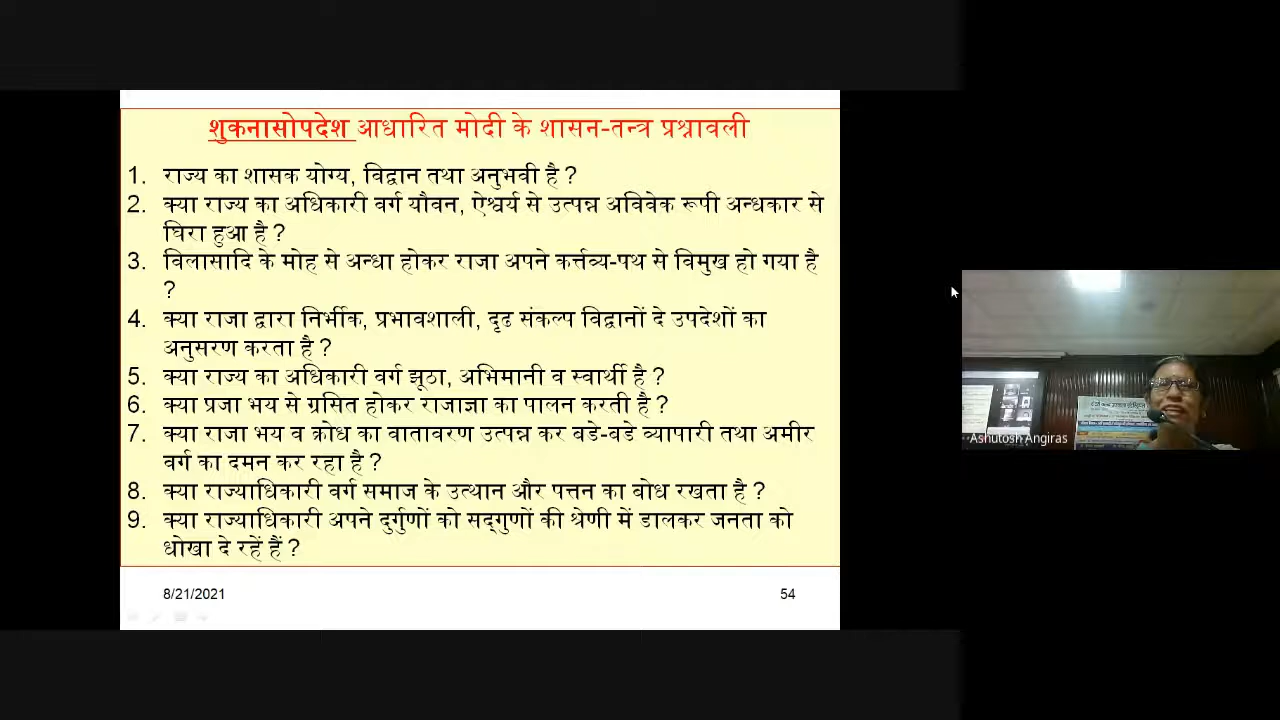 शुकनासोपदेश आधारित मोदी के शासन-तन्त्र प्रश्नावली
1. राज्य का शासक योग्य, विद्वान तथा अनुभवी है ?
2. क्या राज्य का अधिकारी वर्ग यौवन, ऐश्वर्य से उत्पन्न अविवेक रूपी अन्धकार से
घिरा हुआ है ?
3. विलासादि के मोह से अन्धा होकर राजा अपने कर्त्तव्य-पथ से विमुख हो गया है
?
4. क्या राजा द्वारा निर्भीक, प्रभावशाली, दृढ संकल्प विद्वानों दे उपदेशों का
अनुसरण करता है ?
5. क्या राज्य का अधिकारी वर्ग झूठा, अभिमानी व स्वार्थी है ?
6. क्या प्रजा भय से ग्रसित होकर राजाज्ञा का पालन करती है ?
7. क्या राजा भय व क्रोध का वातावरण उत्पन्न कर बडे-बडे व्यापारी तथा अमीर
वर्ग का दमन कर रहा है ?
8. क्या राज्याधिकारी वर्ग समाज के उत्थान और पत्तन का बोध रखता है ?
9. क्या राज्याधिकारी अपने दुर्गुणों को सद्‌गुणों की श्रेणी में डालकर जनता को
धोखा दे रहें हैं ?
8/21/2021
54
Ashutosh Angiras